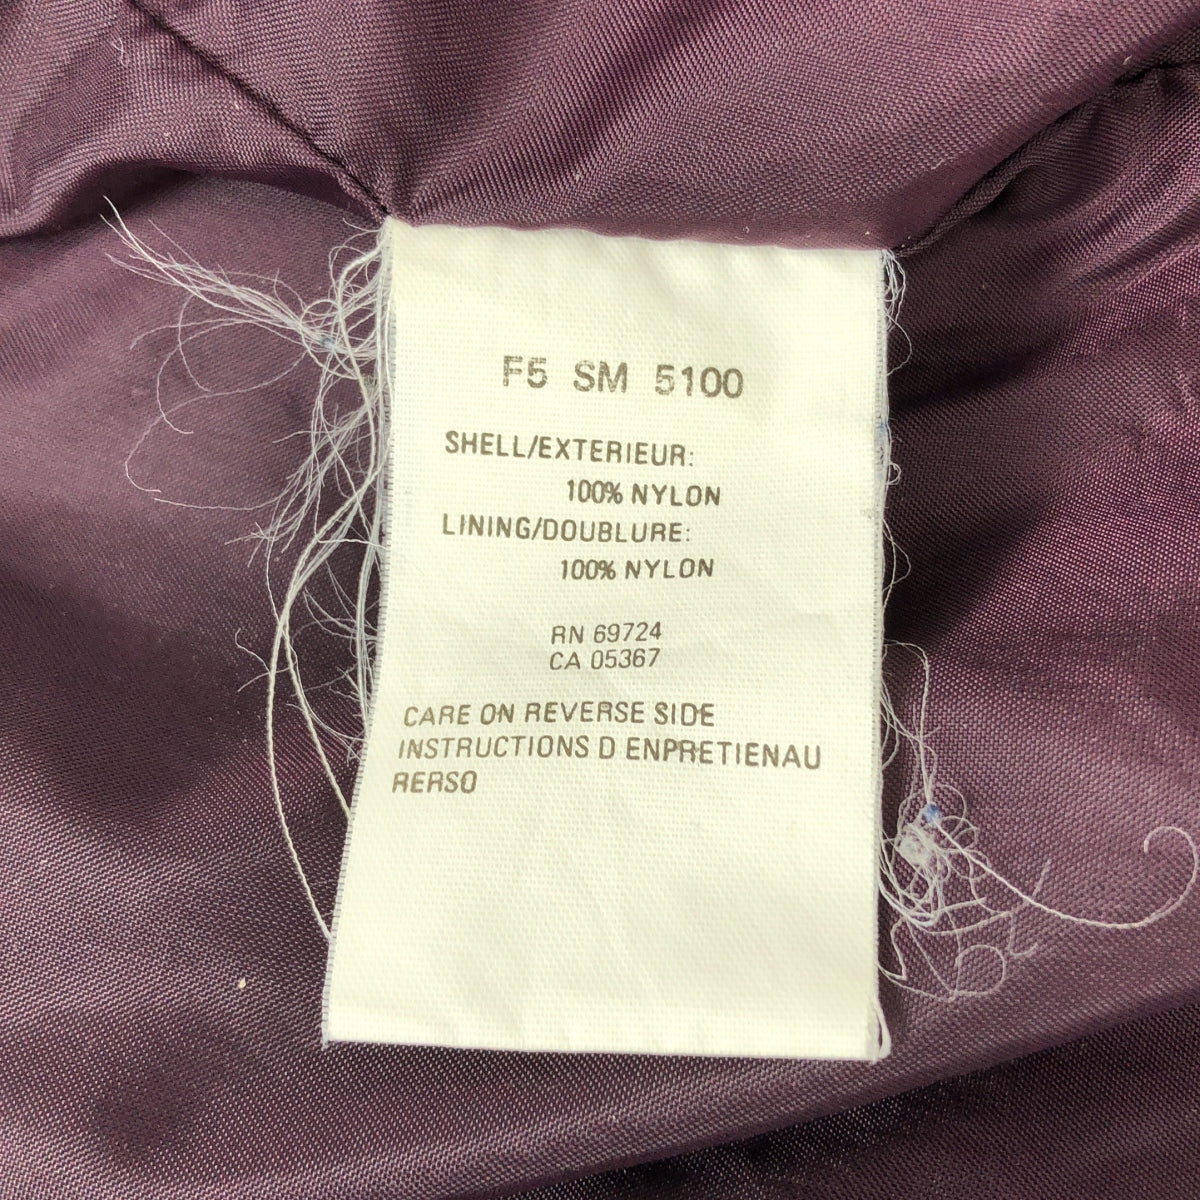 F5 SM 5100
SHELL/EXTERIEUR:
100% NYLON
LINING/DOUBLURE:
100% NYLON
RN 69724
CA 05367
CARE ON REVERSE SIDE
INSTRUCTIONS D ENPRETIENAU
RERSO